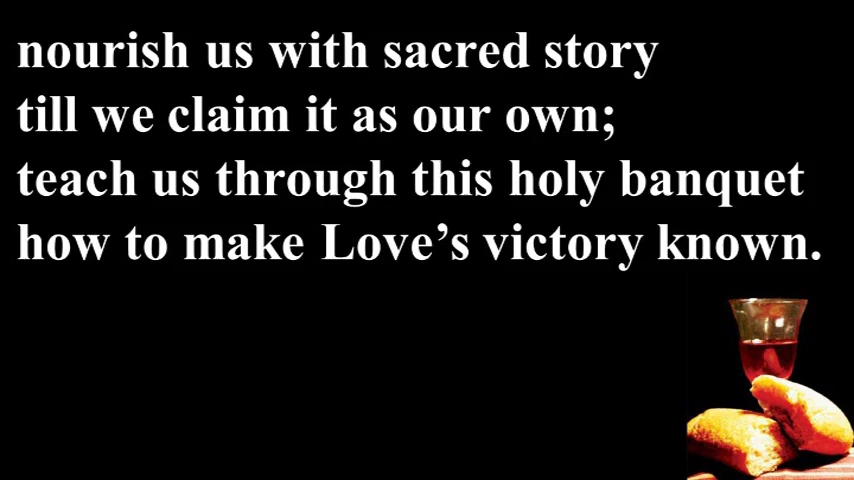 nourish us with sacred story
till we claim it as our own;
teach us through this holy banquet
how to make Love’s victory known.